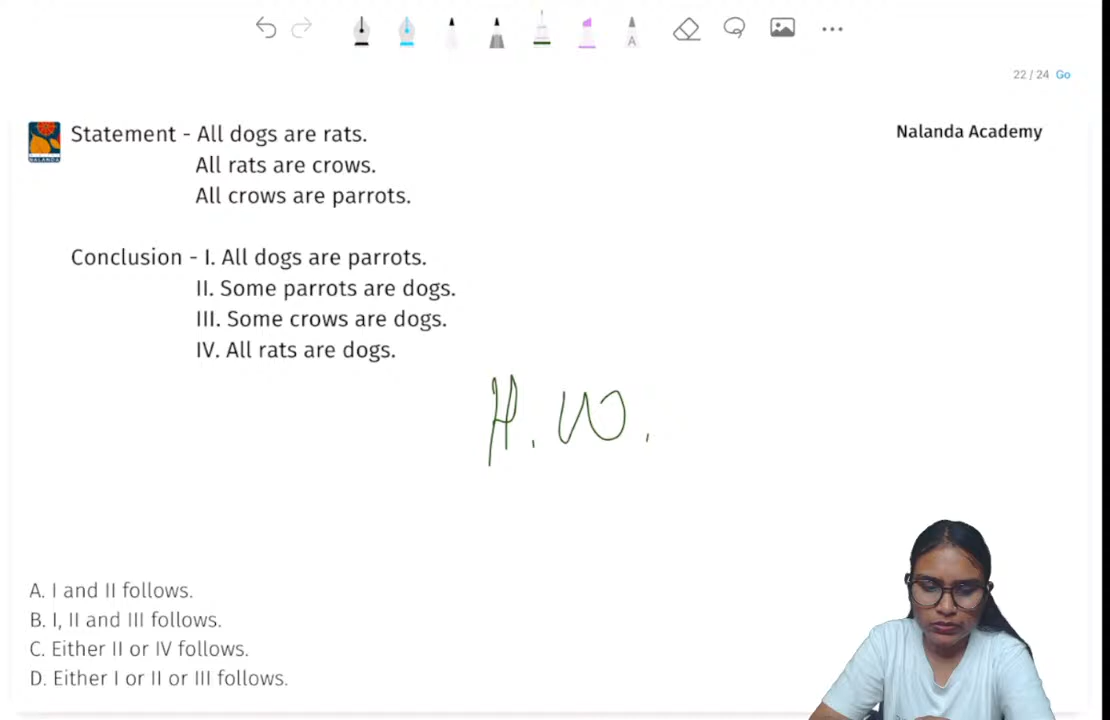 22 / 24 Go
Nalanda Academy
NALANDA
Statement - All dogs are rats.
All rats are crows.
All crows are parrots.
Conclusion - I. All dogs are parrots.
II. Some parrots are dogs.
III. Some crows are dogs.
IV. All rats are dogs.
H. W.
A. I and II follows.
B. I, II and III follows.
C. Either II or IV follows.
D. Either I or II or III follows.